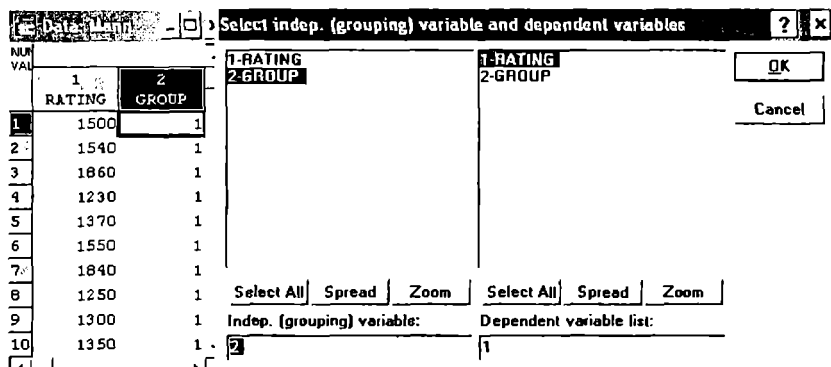 Select indep. (grouping) variable and dependent variables ? x
NUM
VAL
1 2
RATING GROUP
1 1500 1
2 1540 1
3 1860 1
4 1230 1
5 1370 1
6 1550 1
7 1840 1
8 1250 1
9 1300 1
10 1350 1
1-RATING
2-GROUP
1-RATING
2-GROUP
OK
Cancel
Select All Spread Zoom
Select All Spread Zoom
Indep. (grouping) variable:
Dependent variable list:
2
1